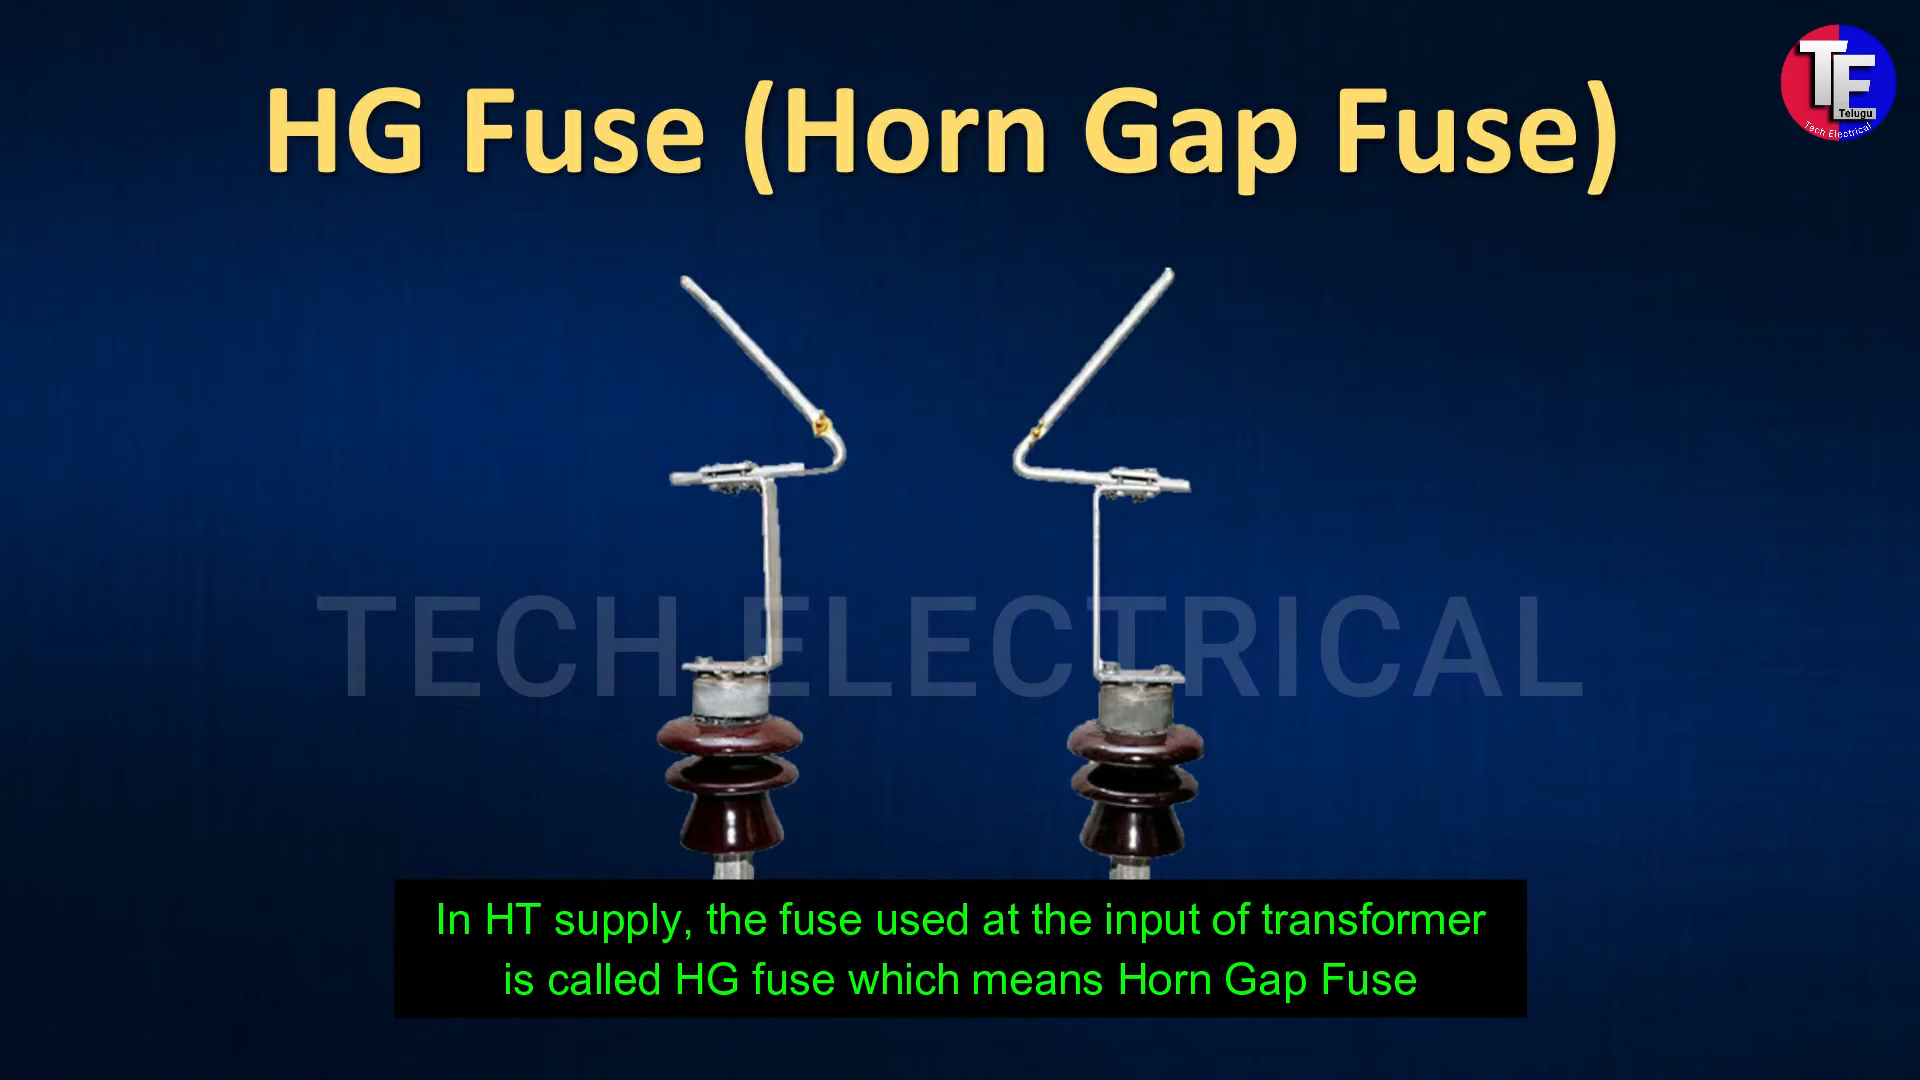 HG Fuse (Horn Gap Fuse)
TE
Telugu
Tech Electrical
TECH ELECTRICAL
In HT supply, the fuse used at the input of transformer
is called HG fuse which means Horn Gap Fuse